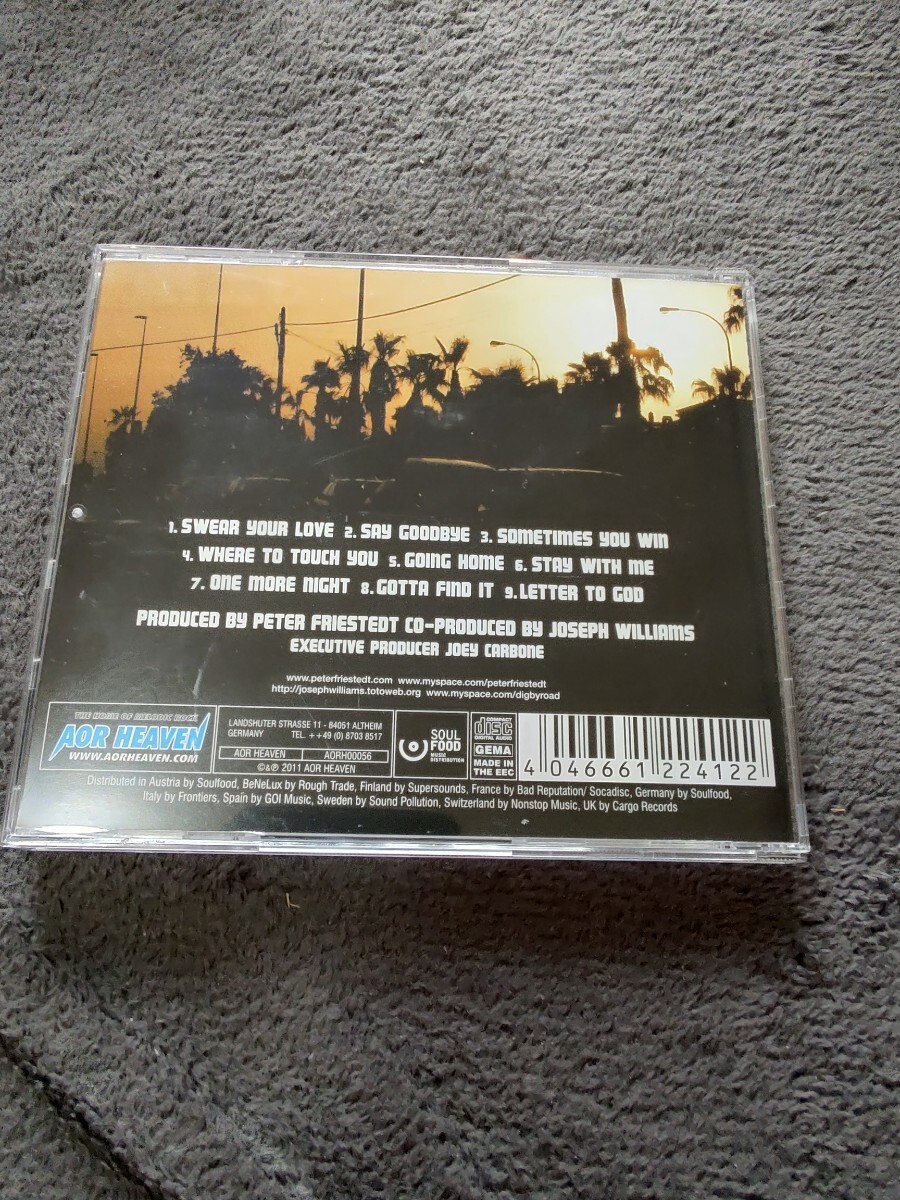 1. SWEAR YOUR LOVE 2. SAY GOODBYE 3. SOMETIMES YOU WIN
4. WHERE TO TOUCH YOU 5. GOING HOME 6. STAY WITH ME
7. ONE MORE NIGHT 8. GOTTA FIND IT 9. LETTER TO GOD
PRODUCED BY PETER FRIESTEDT CO-PRODUCED BY JOSEPH WILLIAMS
EXECUTIVE PRODUCER JOEY CARBONE
www.peterfriestedt.com www.myspace.com/peterfriestedt
http://josephwilliams.totoweb.org www.myspace.com/digbyroad
THE HOME OF MELODIC ROCK
AOR HEAVEN
WWW.AORHEAVEN.COM
LANDSHUTER STRASSE 11 - 84051 ALTHEIM
GERMANY TEL. ++49 (0) 8703 8517
AOR HEAVEN AORH00056
©&℗ 2011 AOR HEAVEN
SOUL
FOOD
MUSIC
DISTRIBUTION
COMPACT
disc
DIGITAL AUDIO
GEMA
MADE IN
THE EEC
4 046661 224122
Distributed in Austria by Soulfood, BeNeLux by Rough Trade, Finland by Supersounds, France by Bad Reputation/ Socadisc, Germany by Soulfood,
Italy by Frontiers, Spain by GOI Music, Sweden by Sound Pollution, Switzerland by Nonstop Music, UK by Cargo Records